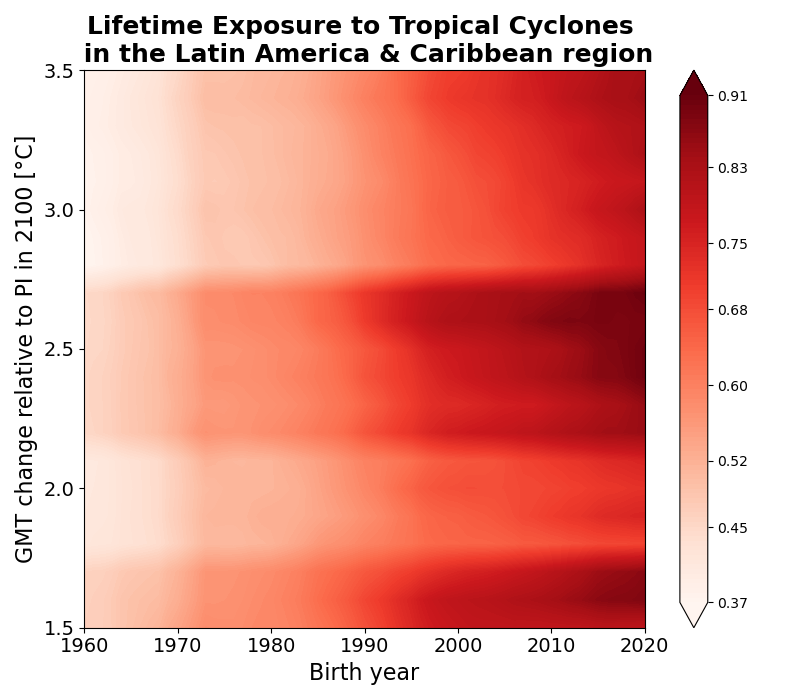 Lifetime Exposure to Tropical Cyclones
in the Latin America & Caribbean region
GMT change relative to PI in 2100 [°C]
3.5
3.0
2.5
2.0
1.5
1960 1970 1980 1990 2000 2010 2020
Birth year
0.91
0.83
0.75
0.68
0.60
0.52
0.45
0.37